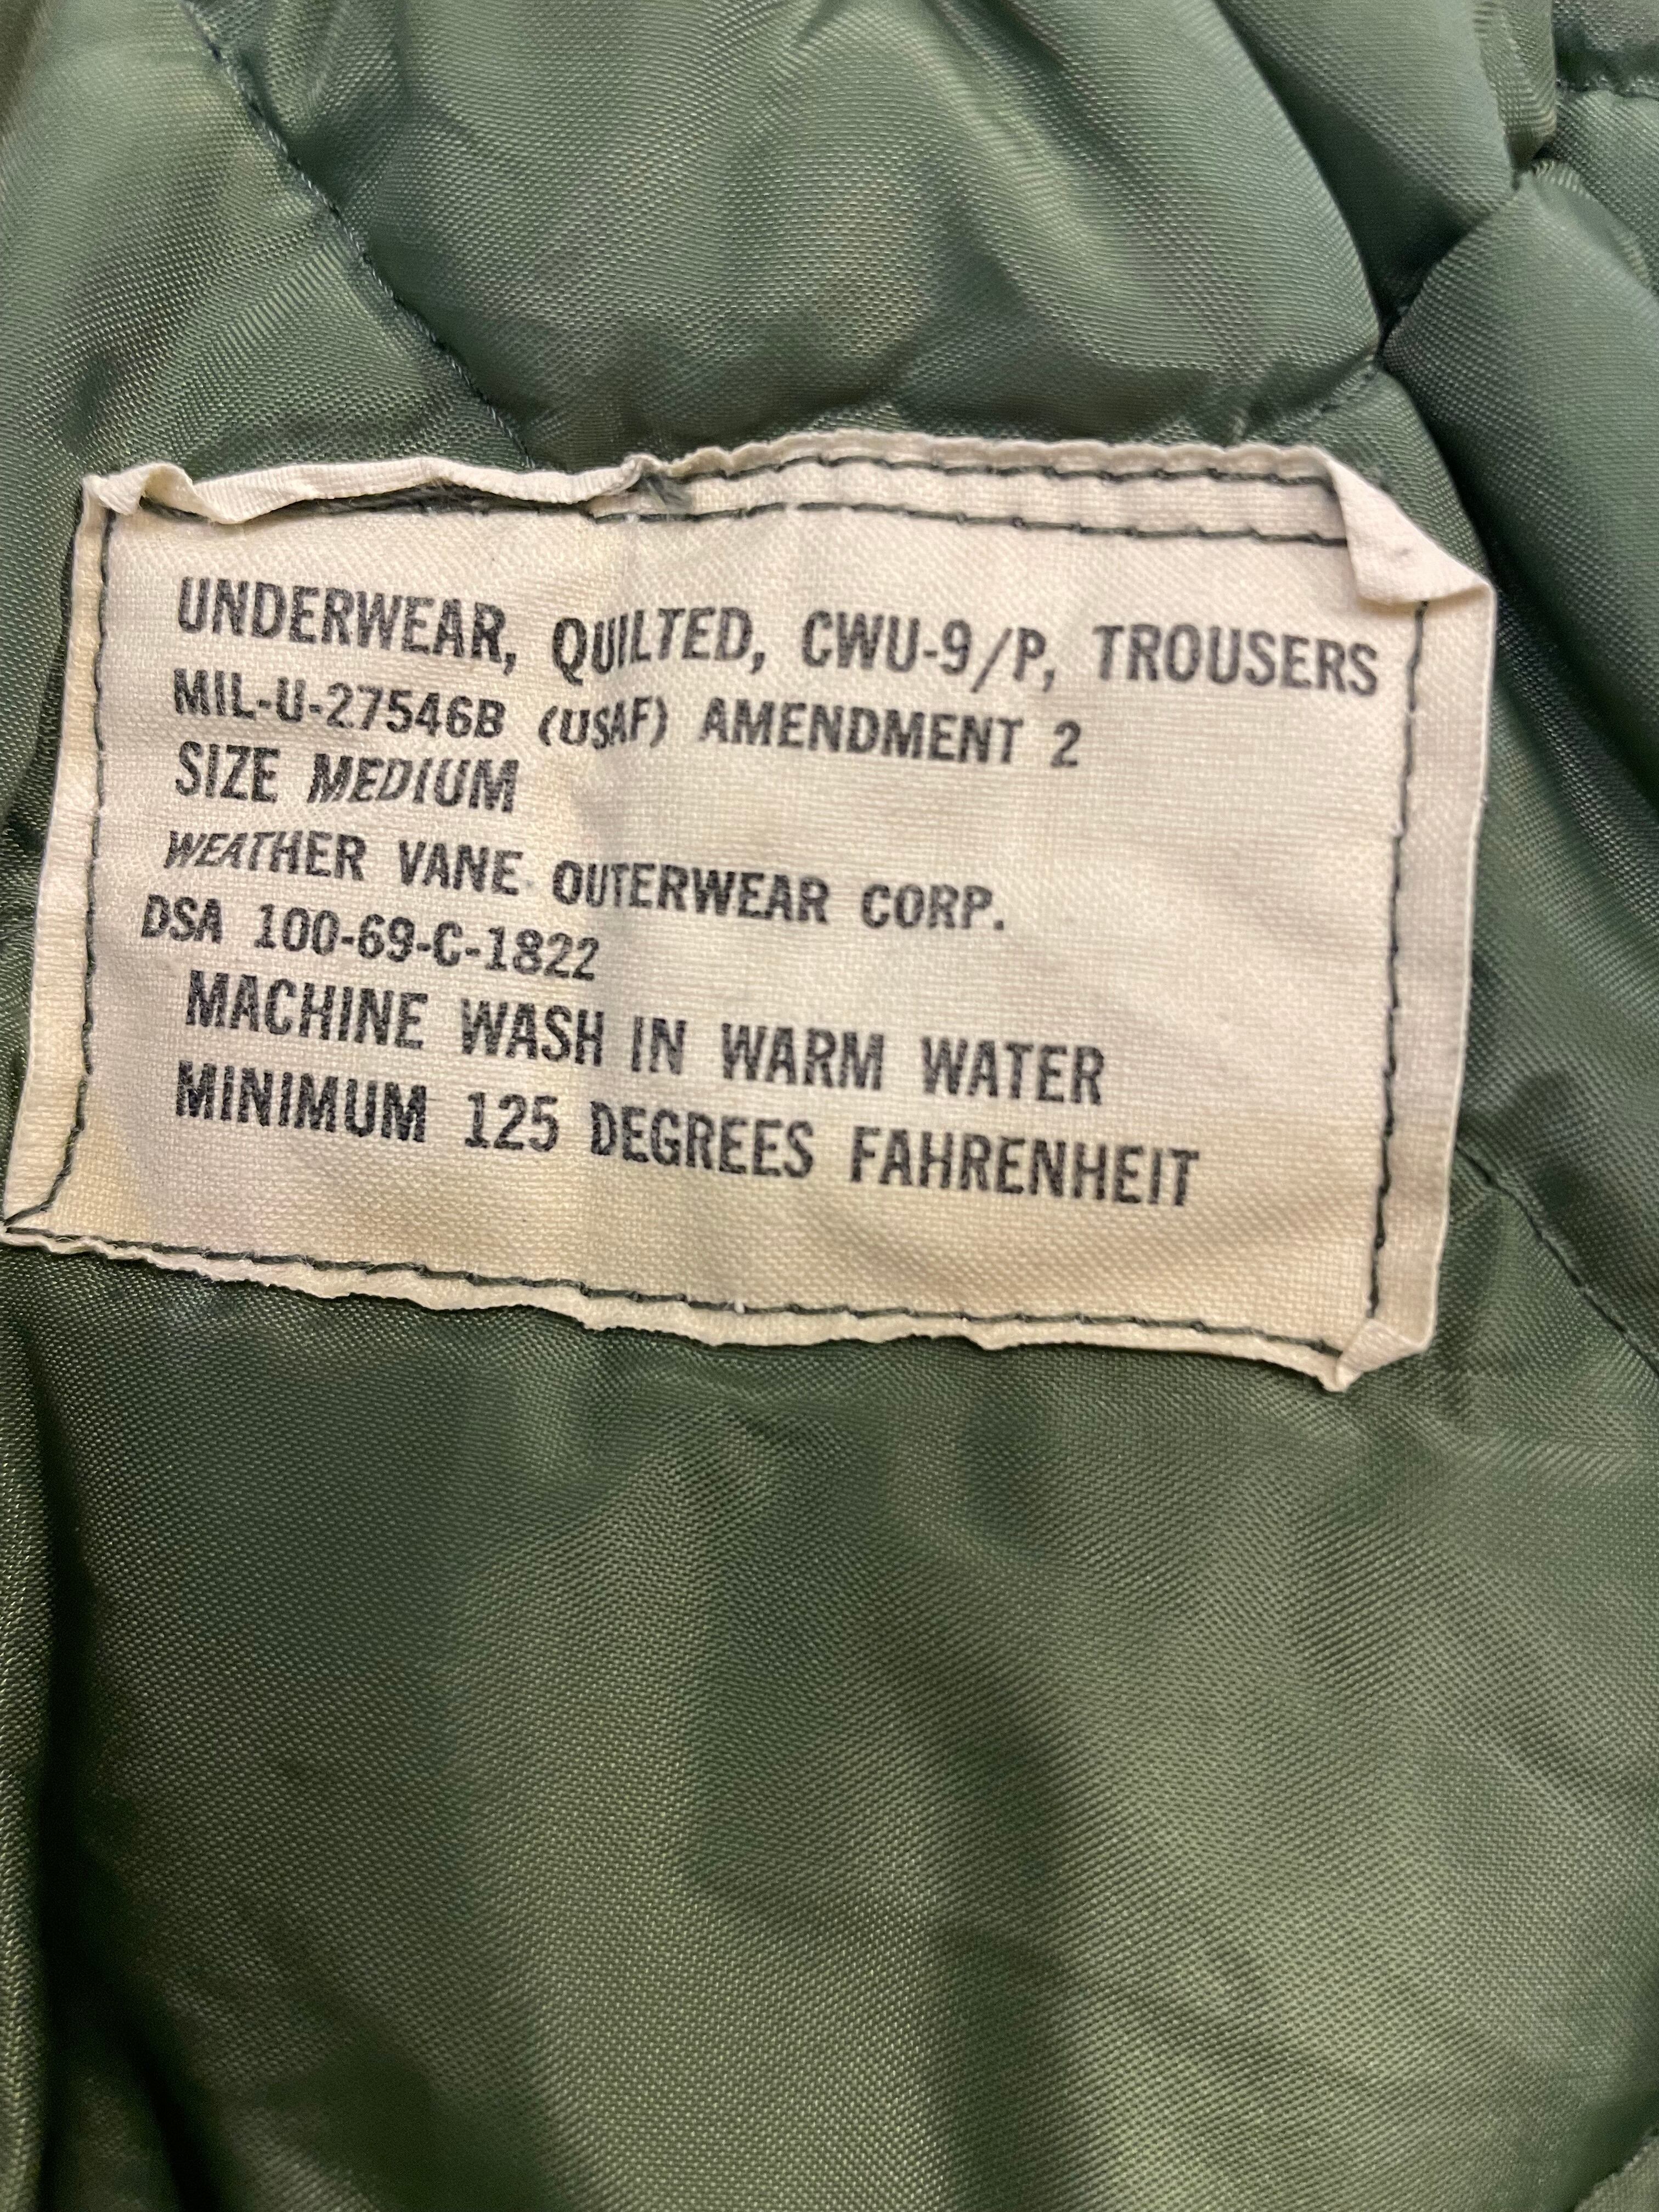 UNDERWEAR, QUILTED, CWU-9/P, TROUSERS
MIL-U-27546B (USAF) AMENDMENT 2
SIZE MEDIUM
WEATHER VANE OUTERWEAR CORP.
DSA 100-69-C-1822
MACHINE WASH IN WARM WATER
MINIMUM 125 DEGREES FAHRENHEIT